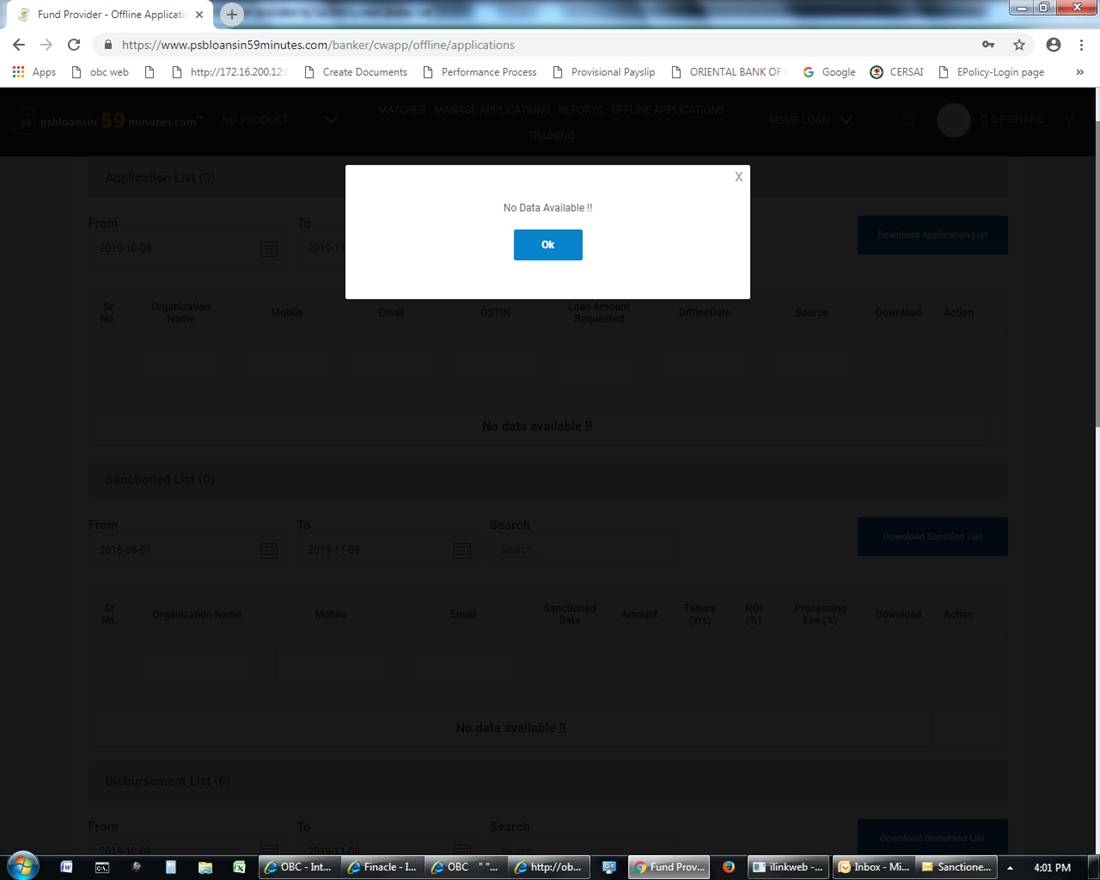 Fund Provider - Offline Applicatio
https://www.psbloansin59minutes.com/banker/cwapp/offline/applications
Apps obc web http://172.16.200.12 Create Documents Performance Process Provisional Payslip ORIENTAL BANK OF Google CERSAI EPolicy-Login page »
psbloansin 59 minutes.com™ NO PRODUCT MATCHES MANAGE APPLICATIONS REPORTS OFFLINE APPLICATIONS MSME LOAN C S POHANE
TRAINING
Application List (0)
X
No Data Available !!
Ok
From To
2019-10-08 2019-1
Download Application List
Sr No. Organization Name Mobile Email GSTIN Loan Amount Requested OfflineDate Source Download Action
No data available !!
Sanctioned List (0)
From To Search
2018-08-01 2019-11-08 Search...
Download Sanction List
Sr No. Organization Name Mobile Email Sanctioned Data Amount Tenure (Yrs) ROI (%) Processing Fee (%) Download Action
No data available !!
Disbursement List (0)
From To Search
2019-10-08 2019-11-08 Search...
Download Disbursed List
OBC - Int... Finacle - I... OBC " "... http://ob... Fund Prov... ilinkweb -... Inbox - Mi... Sanctione... 4:01 PM